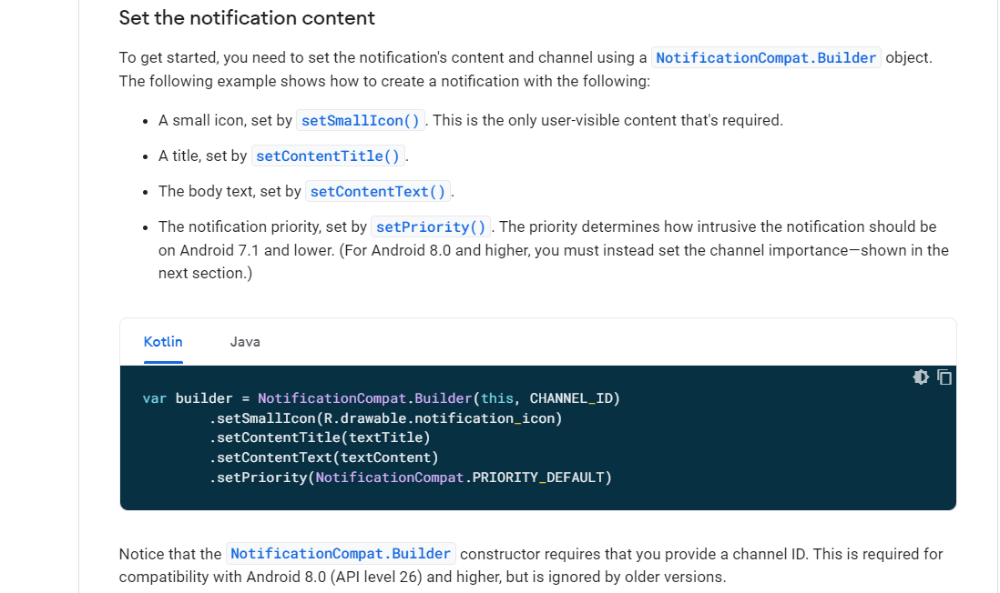 Set the notification content
To get started, you need to set the notification's content and channel using a NotificationCompat.Builder object.
The following example shows how to create a notification with the following:
• A small icon, set by setSmallIcon(). This is the only user-visible content that's required.
• A title, set by setContentTitle().
• The body text, set by setContentText().
• The notification priority, set by setPriority(). The priority determines how intrusive the notification should be
on Android 7.1 and lower. (For Android 8.0 and higher, you must instead set the channel importance—shown in the
next section.)
Kotlin Java
var builder = NotificationCompat.Builder(this, CHANNEL_ID)
        .setSmallIcon(R.drawable.notification_icon)
        .setContentTitle(textTitle)
        .setContentText(textContent)
        .setPriority(NotificationCompat.PRIORITY_DEFAULT)
Notice that the NotificationCompat.Builder constructor requires that you provide a channel ID. This is required for
compatibility with Android 8.0 (API level 26) and higher, but is ignored by older versions.